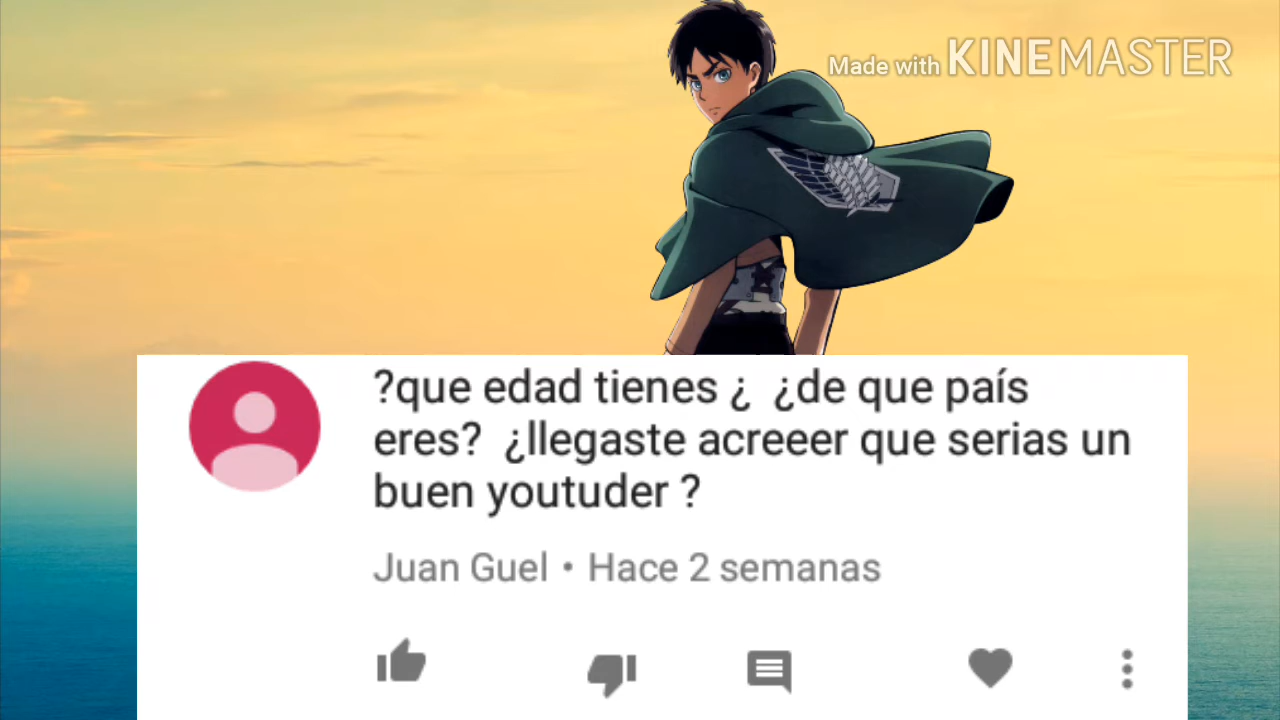 Made with KINEMASTER
?que edad tienes ¿ ¿de que país
eres? ¿llegaste acreeer que serias un
buen youtuder ?
Juan Guel • Hace 2 semanas